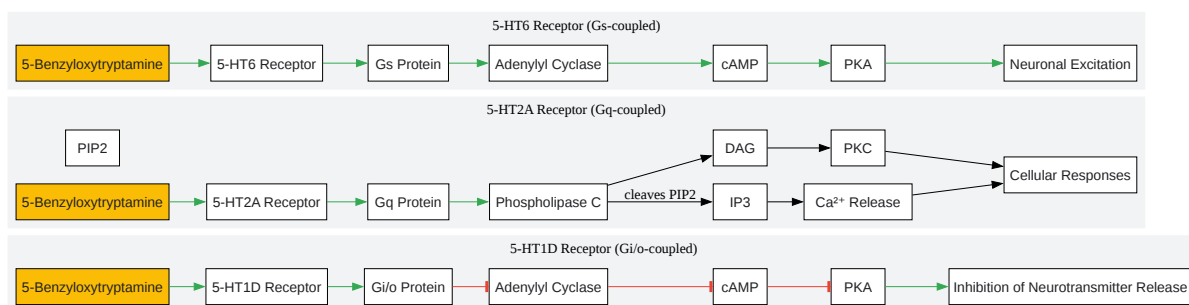 5-HT6 Receptor (Gs-coupled)
5-Benzyloxytryptamine 5-HT6 Receptor Gs Protein Adenylyl Cyclase cAMP PKA Neuronal Excitation
5-HT2A Receptor (Gq-coupled)
PIP2 DAG PKC
Cellular Responses
cleaves PIP2
5-Benzyloxytryptamine 5-HT2A Receptor Gq Protein Phospholipase C IP3 Ca²⁺ Release
5-HT1D Receptor (Gi/o-coupled)
5-Benzyloxytryptamine 5-HT1D Receptor Gi/o Protein Adenylyl Cyclase cAMP PKA Inhibition of Neurotransmitter Release